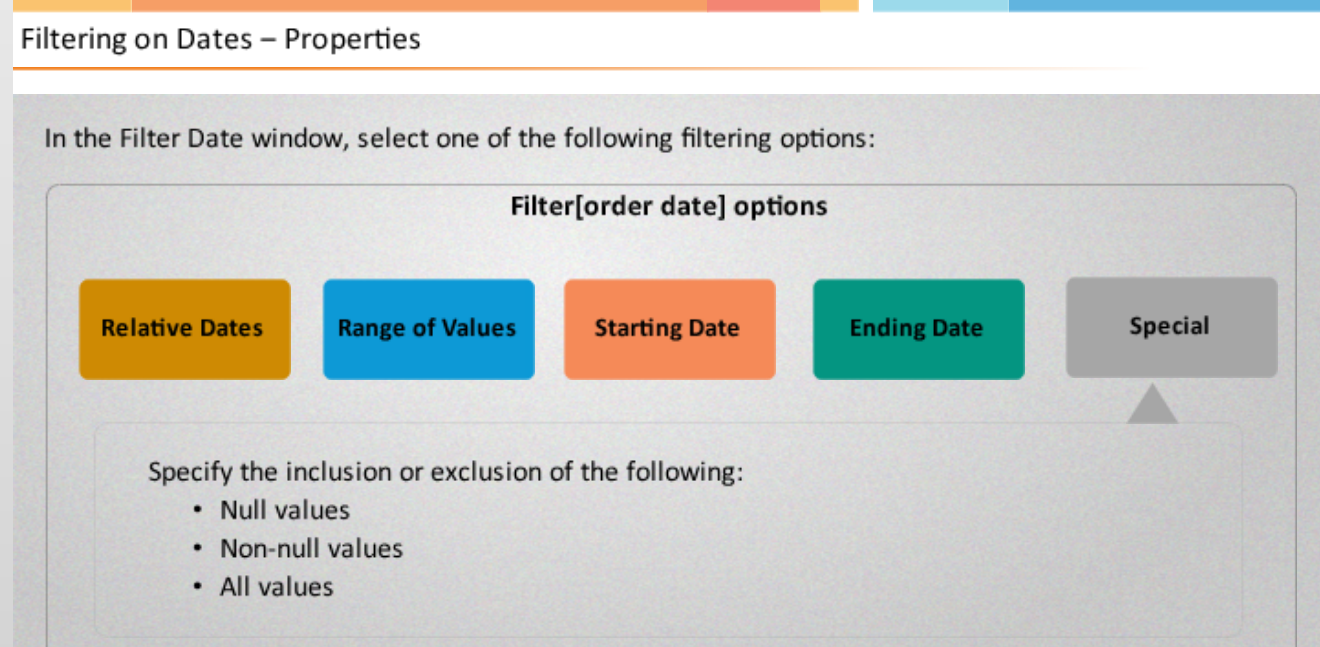 Filtering on Dates – Properties
In the Filter Date window, select one of the following filtering options:
Filter[order date] options
Relative Dates
Range of Values
Starting Date
Ending Date
Special
Specify the inclusion or exclusion of the following:
• Null values
• Non-null values
• All values